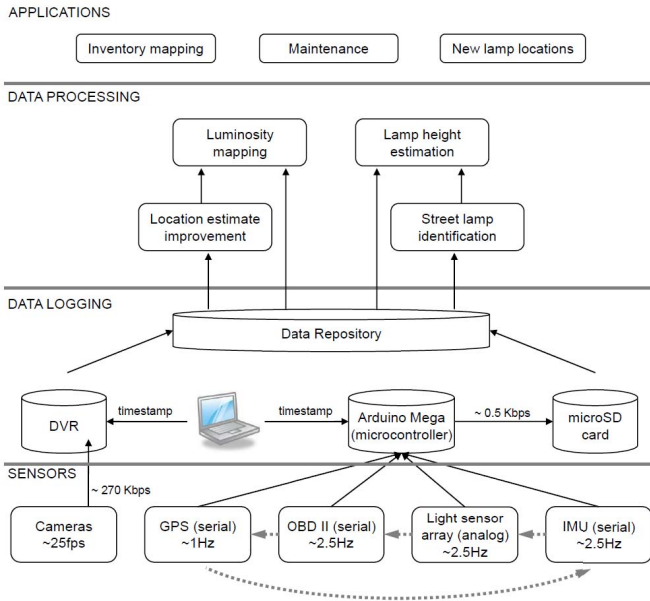 APPLICATIONS
Inventory mapping
Maintenance
New lamp locations
DATA PROCESSING
Luminosity
mapping
Lamp height
estimation
Location estimate
improvement
Street lamp
identification
DATA LOGGING
Data Repository
DVR
timestamp
timestamp
Arduino Mega
(microcontroller)
~ 0.5 Kbps
microSD
card
SENSORS
~ 270 Kbps
Cameras
~25fps
GPS (serial)
~1Hz
OBD II (serial)
~2.5Hz
Light sensor
array (analog)
~2.5Hz
IMU (serial)
~2.5Hz